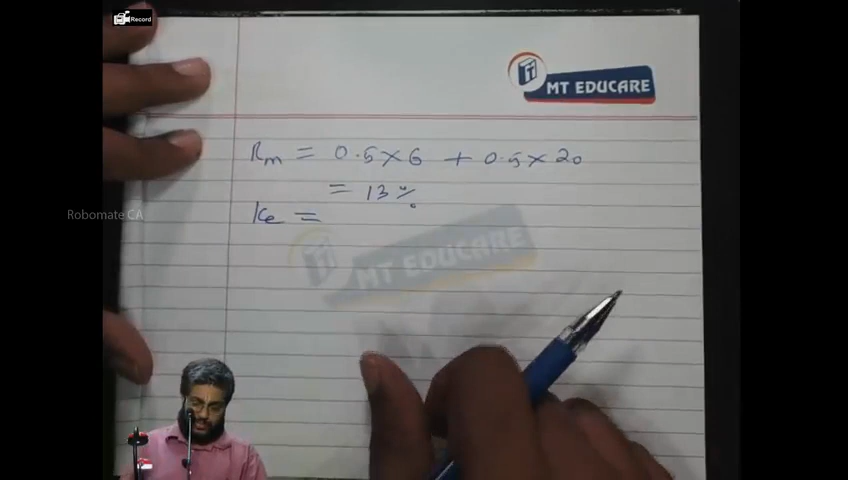 Record
MT EDUCARE
Rm = 0.5 × 6 + 0.5 × 20
= 13%
Robomate CA
Ke =
MT EDUCARE